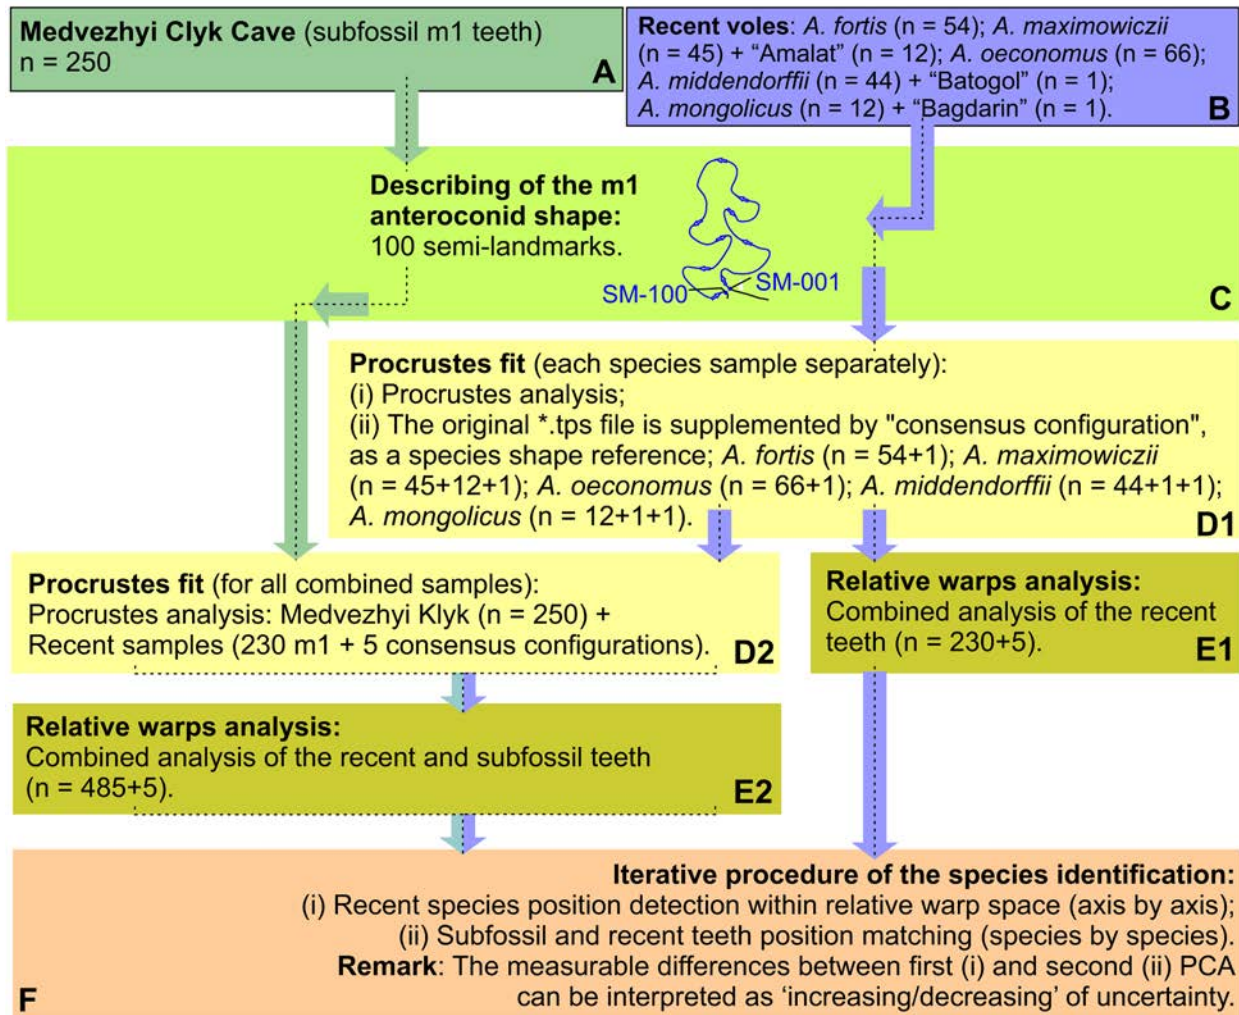 Medvezhyi Clyk Cave (subfossil m1 teeth)
n = 250
A
Recent voles: A. fortis (n = 54); A. maximowiczii
(n = 45) + “Amalat” (n = 12); A. oeconomus (n = 66);
A. middendorffii (n = 44) + “Batogol” (n = 1);
A. mongolicus (n = 12) + “Bagdarin” (n = 1).
B
Describing of the m1
anteroconid shape:
100 semi-landmarks.
SM-100
SM-001
C
Procrustes fit (each species sample separately):
(i) Procrustes analysis;
(ii) The original *.tps file is supplemented by "consensus configuration",
as a species shape reference; A. fortis (n = 54+1); A. maximowiczii
(n = 45+12+1); A. oeconomus (n = 66+1); A. middendorffii (n = 44+1+1);
A. mongolicus (n = 12+1+1).
D1
Procrustes fit (for all combined samples):
Procrustes analysis: Medvezhyi Klyk (n = 250) +
Recent samples (230 m1 + 5 consensus configurations).
D2
Relative warps analysis:
Combined analysis of the recent
teeth (n = 230+5).
E1
Relative warps analysis:
Combined analysis of the recent and subfossil teeth
(n = 485+5).
E2
Iterative procedure of the species identification:
(i) Recent species position detection within relative warp space (axis by axis);
(ii) Subfossil and recent teeth position matching (species by species).
Remark: The measurable differences between first (i) and second (ii) PCA
can be interpreted as ‘increasing/decreasing’ of uncertainty.
F